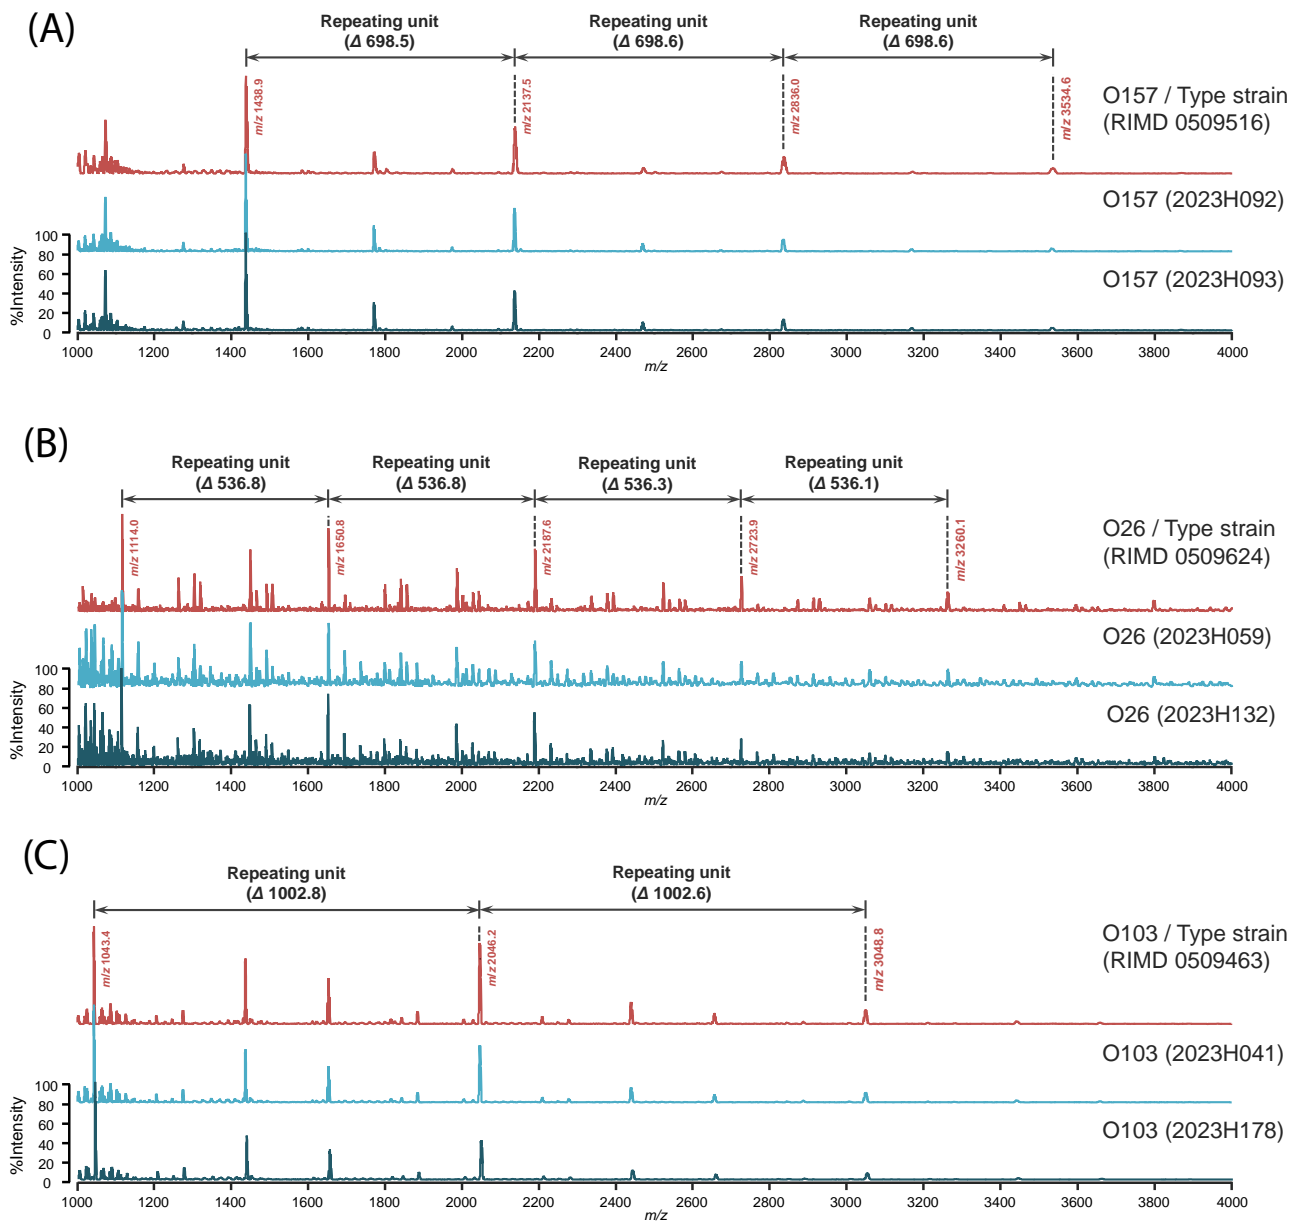 (A)
Repeating unit
(Δ 698.5)
Repeating unit
(Δ 698.6)
Repeating unit
(Δ 698.6)
m/z 1438.9
m/z 2137.5
m/z 2836.0
m/z 3534.6
O157 / Type strain
(RIMD 0509516)
O157 (2023H092)
O157 (2023H093)
%Intensity
100
80
60
40
20
0
1000 1200 1400 1600 1800 2000 2200 2400 2600 2800 3000 3200 3400 3600 3800 4000
m/z
(B)
Repeating unit
(Δ 536.8)
Repeating unit
(Δ 536.8)
Repeating unit
(Δ 536.3)
Repeating unit
(Δ 536.1)
m/z 1114.0
m/z 1650.8
m/z 2187.6
m/z 2723.9
m/z 3260.1
O26 / Type strain
(RIMD 0509624)
O26 (2023H059)
O26 (2023H132)
%Intensity
100
80
60
40
20
0
1000 1200 1400 1600 1800 2000 2200 2400 2600 2800 3000 3200 3400 3600 3800 4000
m/z
(C)
Repeating unit
(Δ 1002.8)
Repeating unit
(Δ 1002.6)
m/z 1043.4
m/z 2046.2
m/z 3048.8
O103 / Type strain
(RIMD 0509463)
O103 (2023H041)
O103 (2023H178)
%Intensity
100
80
60
40
20
0
1000 1200 1400 1600 1800 2000 2200 2400 2600 2800 3000 3200 3400 3600 3800 4000
m/z